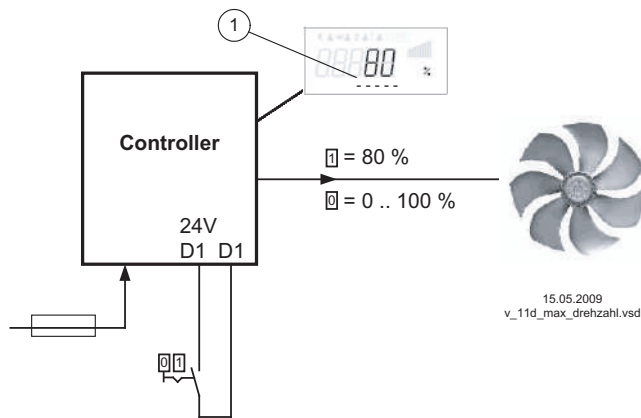 1
80
%
Controller
1 = 80 %
0 = 0 .. 100 %
24V
D1 D1
0 1
15.05.2009
v_11d_max_drehzahl.vsd